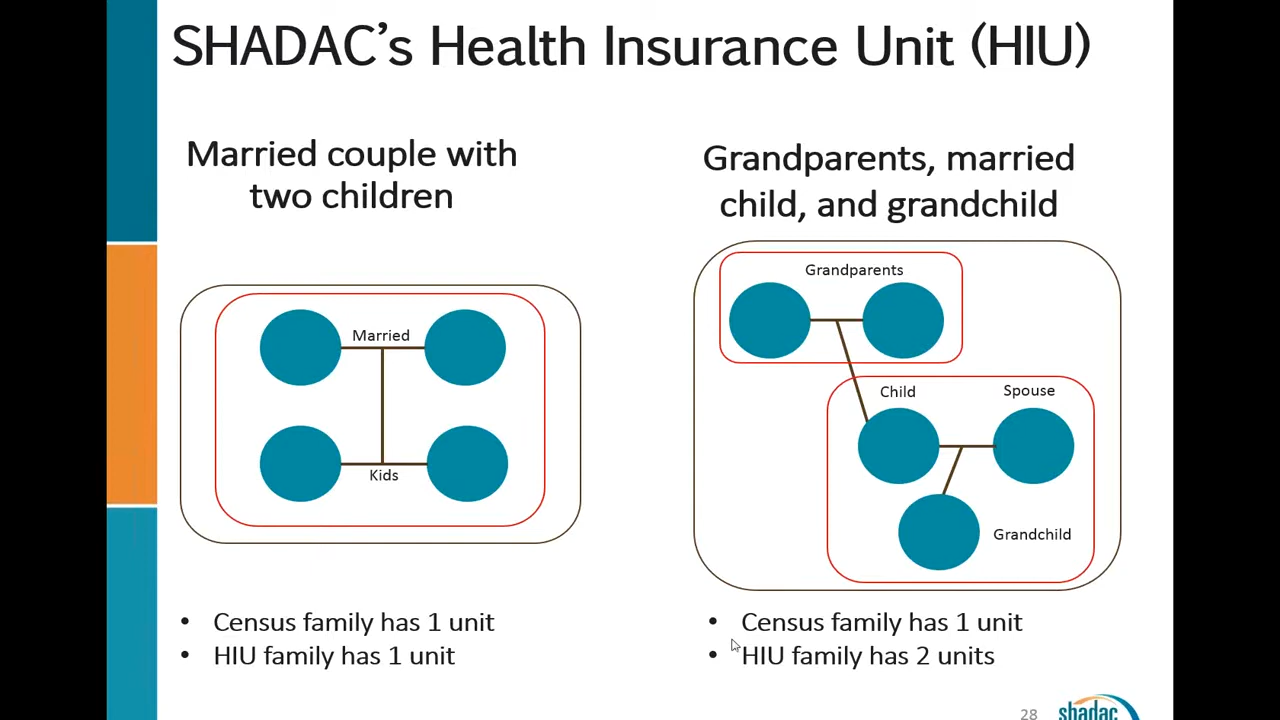 SHADAC’s Health Insurance Unit (HIU)
Married couple with
two children
Married
Kids
• Census family has 1 unit
• HIU family has 1 unit
Grandparents, married
child, and grandchild
Grandparents
Child
Spouse
Grandchild
• Census family has 1 unit
• HIU family has 2 units
28
shadac